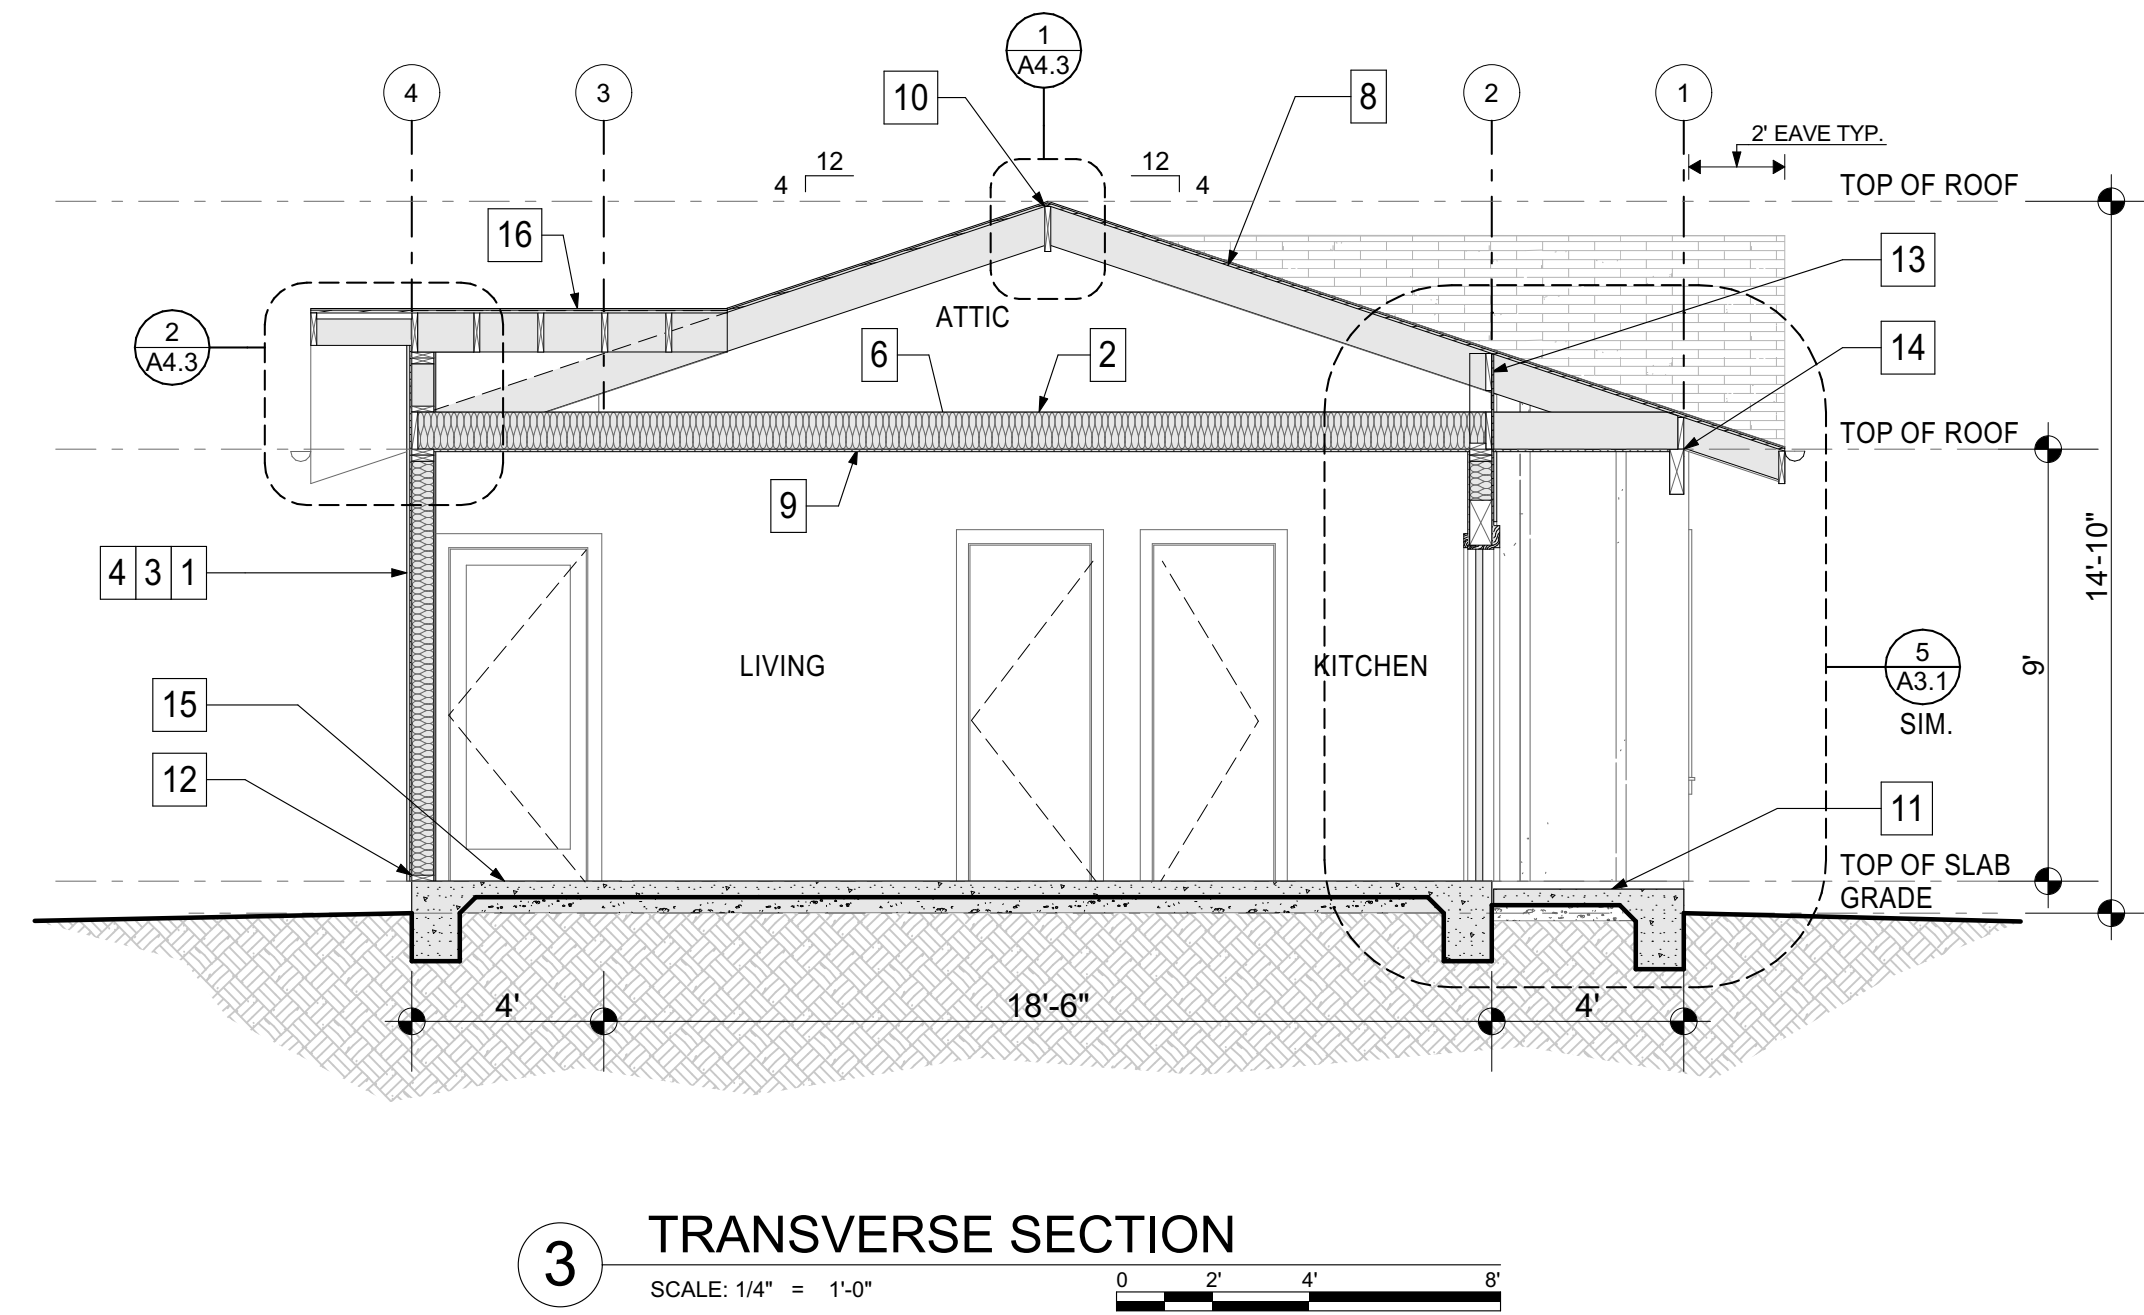 1
A4.3
4
3
10
8
2
1
2' EAVE TYP.
12
4
12
4
TOP OF ROOF
16
13
ATTIC
2
A4.3
6
2
14
TOP OF ROOF
9
4 3 1
14'-10"
9'
LIVING
KITCHEN
5
A3.1
SIM.
15
12
11
TOP OF SLAB
GRADE
4'
18'-6"
4'
3
TRANSVERSE SECTION
SCALE: 1/4" = 1'-0"
0 2' 4' 8'